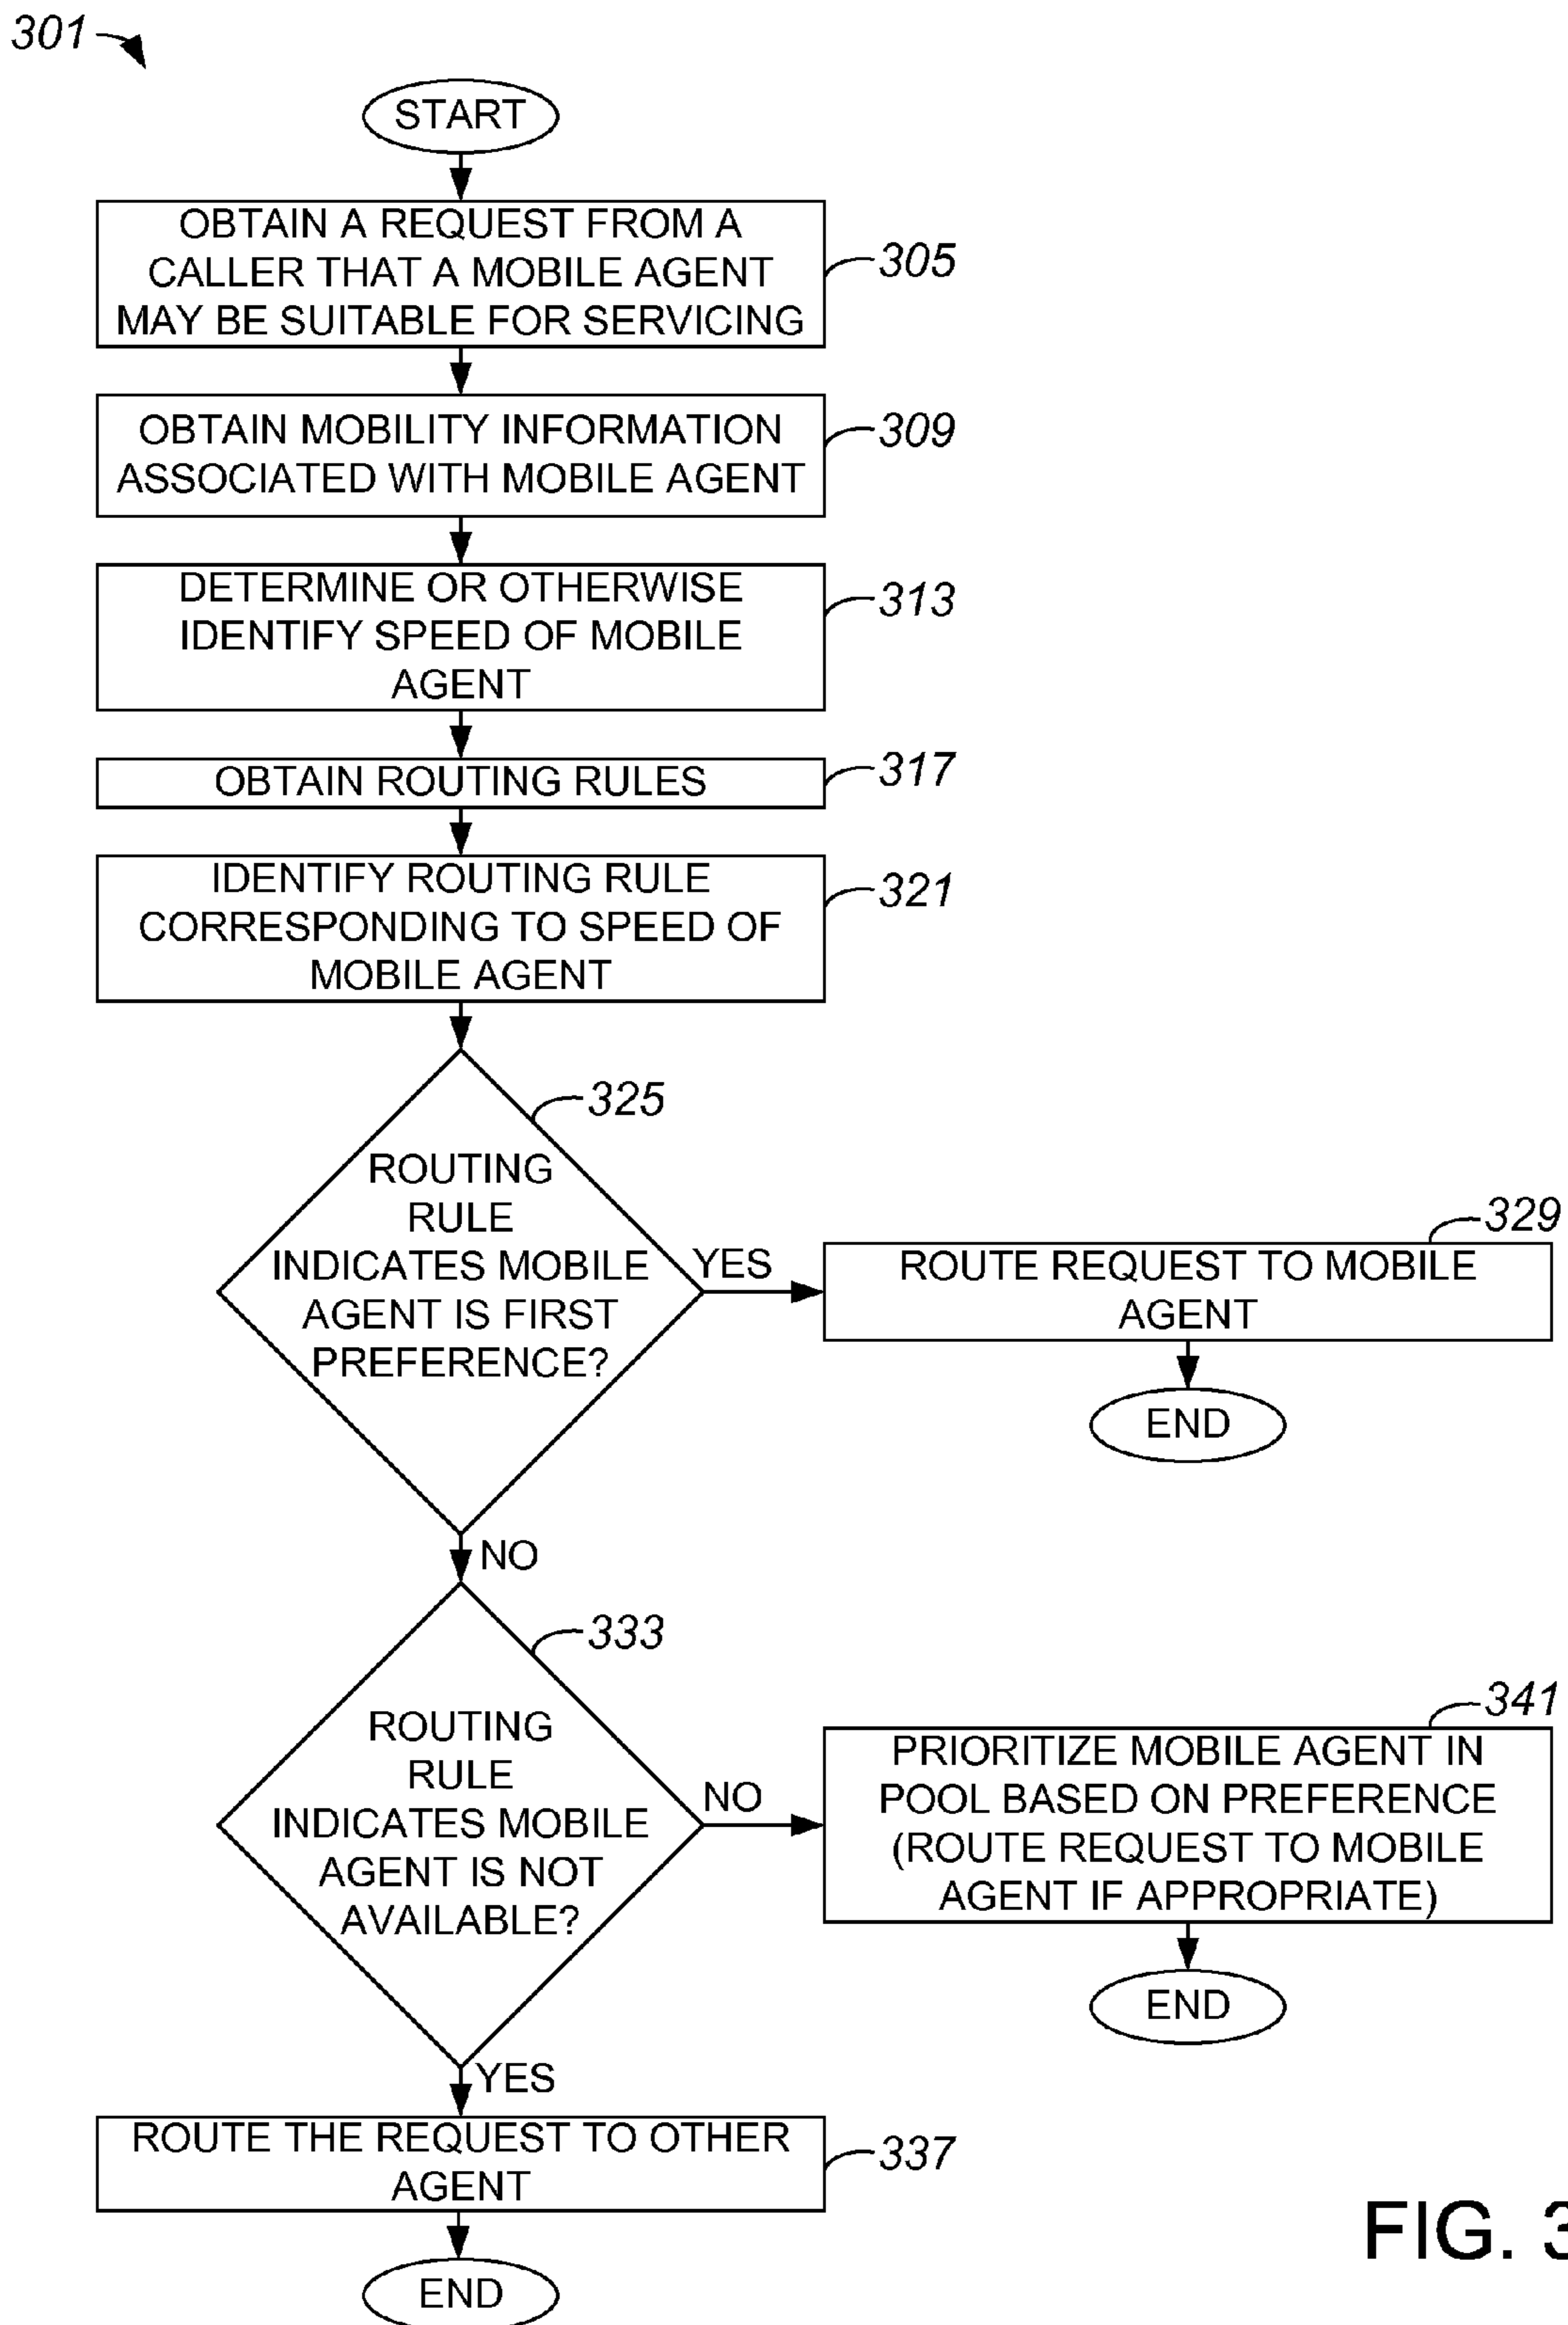 301
START
OBTAIN A REQUEST FROM A
CALLER THAT A MOBILE AGENT
MAY BE SUITABLE FOR SERVICING
305
OBTAIN MOBILITY INFORMATION
ASSOCIATED WITH MOBILE AGENT
309
DETERMINE OR OTHERWISE
IDENTIFY SPEED OF MOBILE
AGENT
313
OBTAIN ROUTING RULES
317
IDENTIFY ROUTING RULE
CORRESPONDING TO SPEED OF
MOBILE AGENT
321
325
ROUTING
RULE
INDICATES MOBILE
AGENT IS FIRST
PREFERENCE?
YES
329
ROUTE REQUEST TO MOBILE
AGENT
END
NO
333
ROUTING
RULE
INDICATES MOBILE
AGENT IS NOT
AVAILABLE?
NO
341
PRIORITIZE MOBILE AGENT IN
POOL BASED ON PREFERENCE
(ROUTE REQUEST TO MOBILE
AGENT IF APPROPRIATE)
END
YES
ROUTE THE REQUEST TO OTHER
AGENT
337
END
FIG. 3